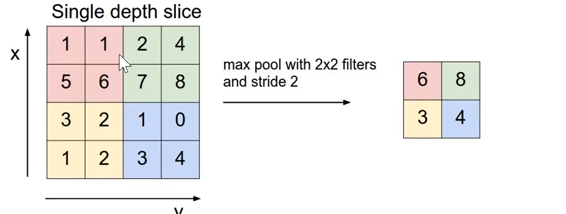 Single depth slice
x
1 1 2 4
5 6 7 8
3 2 1 0
1 2 3 4
max pool with 2x2 filters
and stride 2
6 8
3 4